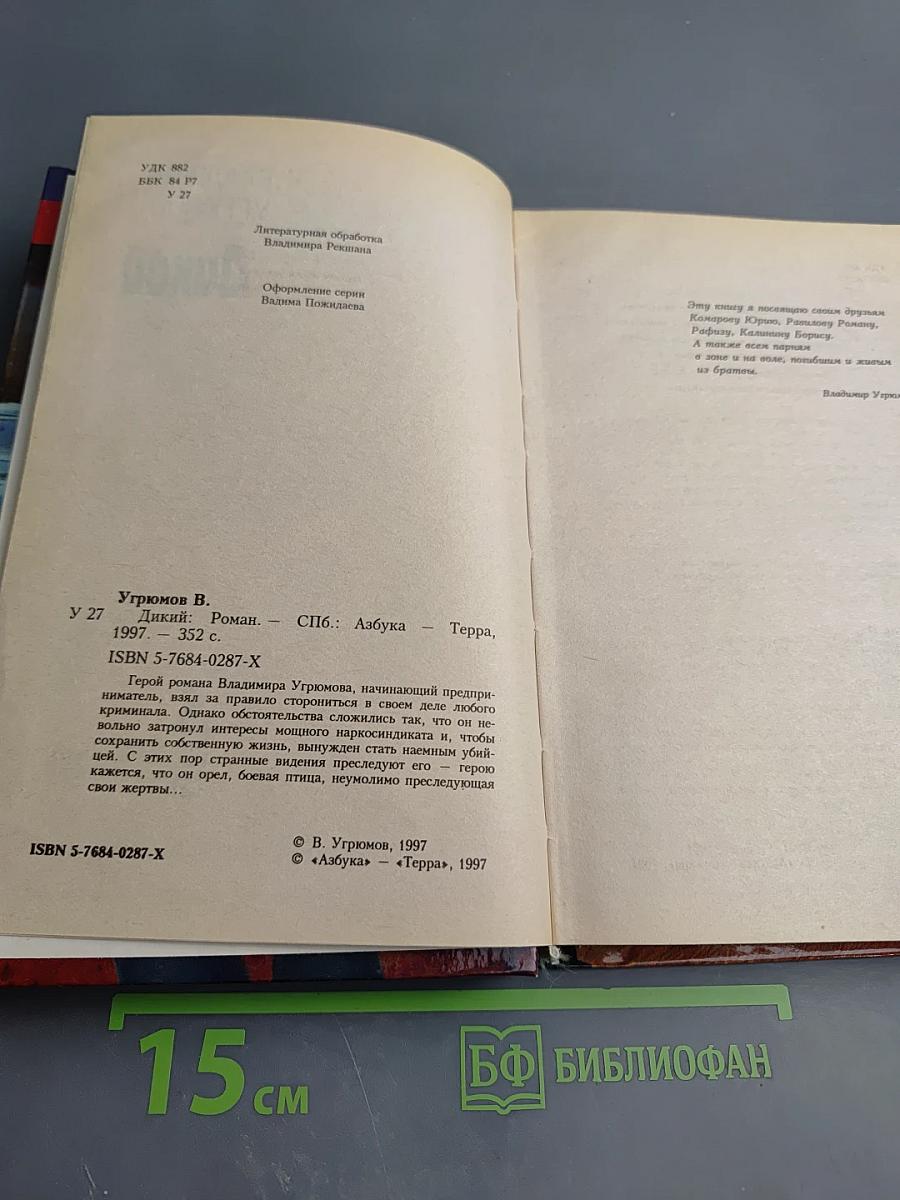 УДК 882
ББК 84 Р7
У 27
Литературная обработка
Владимира Рекшана
Оформление серии
Вадима Пожидаева
Угрюмов В.
У 27 Дикий: Роман. — СПб.: Азбука — Терра,
1997. — 352 с.
ISBN 5-7684-0287-X
Герой романа Владимира Угрюмова, начинающий предпри-
ниматель, взял за правило сторониться в своем деле любого
криминала. Однако обстоятельства сложились так, что он не-
вольно затронул интересы мощного наркосиндиката и, чтобы
сохранить собственную жизнь, вынужден стать наемным убий-
цей. С этих пор странные видения преследуют его — герою
кажется, что он орел, боевая птица, неумолимо преследующая
свои жертвы...
ISBN 5-7684-0287-X
© В. Угрюмов, 1997
© «Азбука» — «Терра», 1997
Эту книгу я посвящаю своим друзьям
Комарову Юрию, Равилову Роману,
Рафизу, Калинину Борису.
А также всем парням
в зоне и на воле, погибшим и живым
из братвы.
Владимир Угрюм
15 см
БФ БИБЛИОФАН